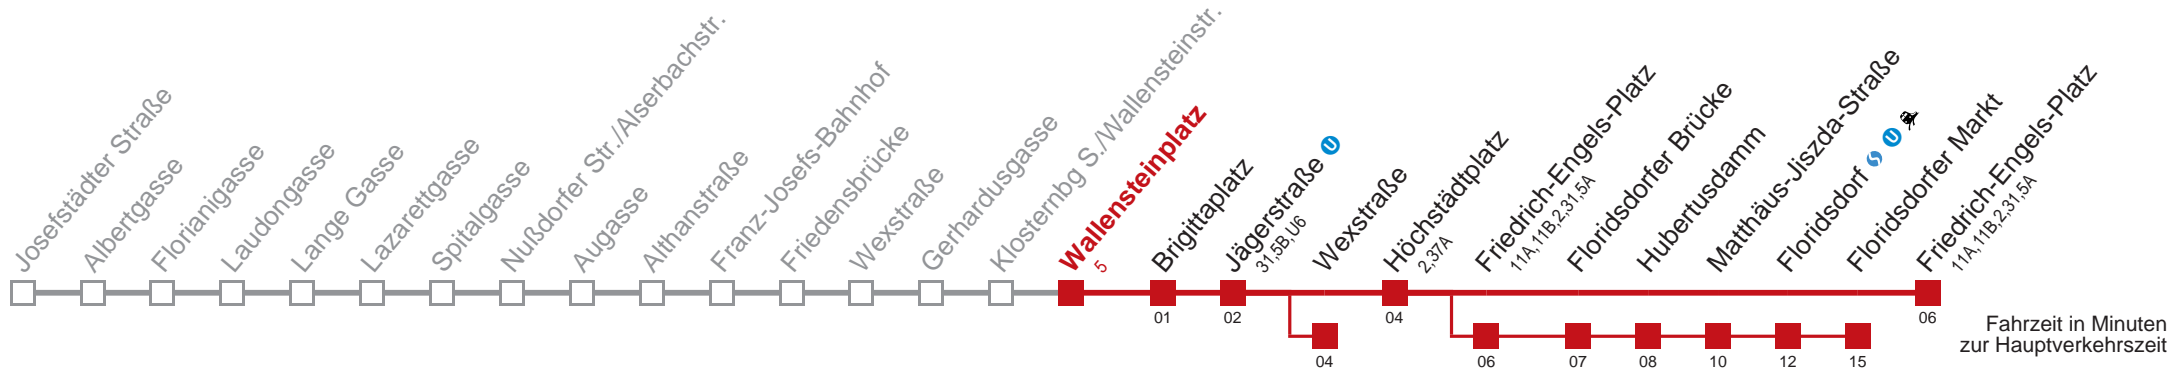 Josefstädter Straße
Albertgasse
Florianigasse
Laudongasse
Lange Gasse
Lazarettgasse
Spitalgasse
Nußdorfer Str./Alserbachstr.
Augasse
Althanstraße
Franz-Josefs-Bahnhof
Friedensbrücke
Wexstraße
Gerhardusgasse
Klosternbg S./Wallensteinstr.
Wallensteinplatz
5
Brigittaplatz
Jägerstraße U
31,5B,U6
Wexstraße
Höchstädtplatz
2,37A
Friedrich-Engels-Platz
11A,11B,2,31,5A
Floridsdorfer Brücke
Hubertusdamm
Matthäus-Jiszda-Straße
Floridsdorf S U
Floridsdorfer Markt
Friedrich-Engels-Platz
11A,11B,2,31,5A
01
02
04
06
04
06
07
08
10
12
15
Fahrzeit in Minuten
zur Hauptverkehrszeit